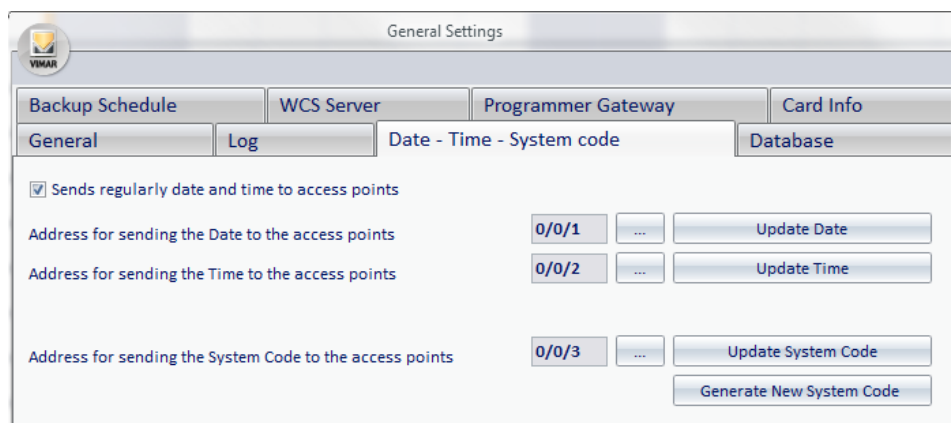 General Settings
VIMAR
Backup Schedule WCS Server Programmer Gateway Card Info
General Log Date - Time - System code Database
Sends regularly date and time to access points
Address for sending the Date to the access points 0/0/1 ... Update Date
Address for sending the Time to the access points 0/0/2 ... Update Time
Address for sending the System Code to the access points 0/0/3 ... Update System Code
Generate New System Code